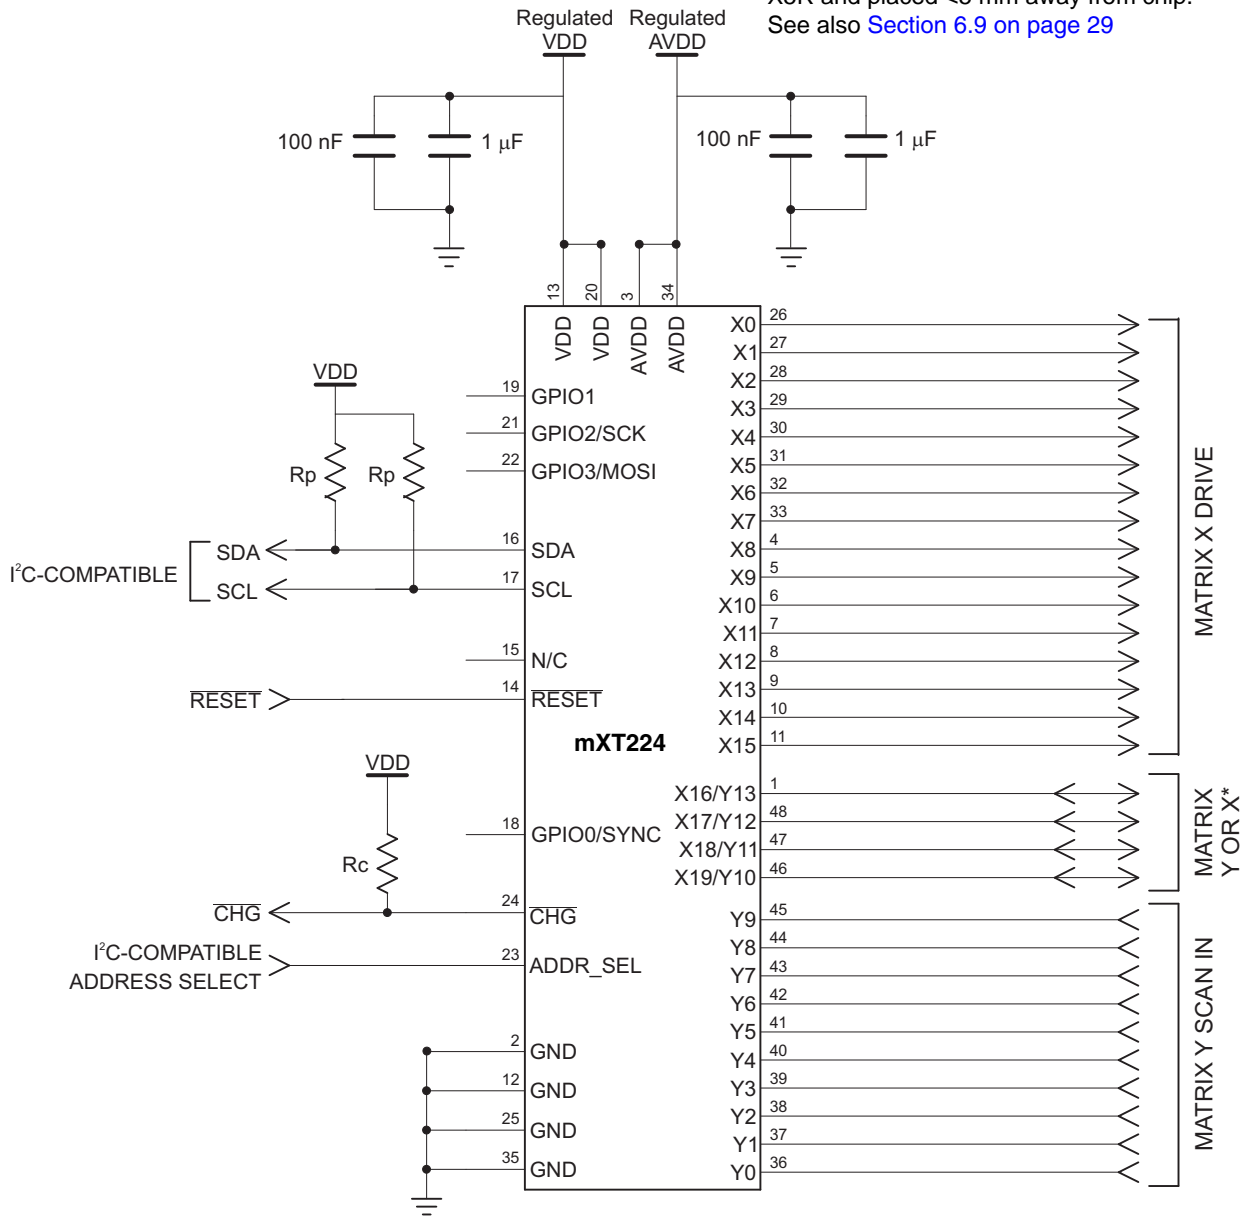 See also Section 6.9 on page 29
Regulated VDD
Regulated AVDD
100 nF
1 μF
100 nF
1 μF
13
20
3
34
VDD
VDD
AVDD
AVDD
VDD
Rp
Rp
I²C-COMPATIBLE
SDA
SCL
RESET
VDD
Rc
CHG
I²C-COMPATIBLE
ADDRESS SELECT
19 GPIO1
21 GPIO2/SCK
22 GPIO3/MOSI
16 SDA
17 SCL
15 N/C
14 RESET
mXT224
18 GPIO0/SYNC
24 CHG
23 ADDR_SEL
2 GND
12 GND
25 GND
35 GND
X0 26
X1 27
X2 28
X3 29
X4 30
X5 31
X6 32
X7 33
X8 4
X9 5
X10 6
X11 7
X12 8
X13 9
X14 10
X15 11
MATRIX X DRIVE
X16/Y13 1
X17/Y12 48
X18/Y11 47
X19/Y10 46
MATRIX
Y OR X*
Y9 45
Y8 44
Y7 43
Y6 42
Y5 41
Y4 40
Y3 39
Y2 38
Y1 37
Y0 36
MATRIX Y SCAN IN